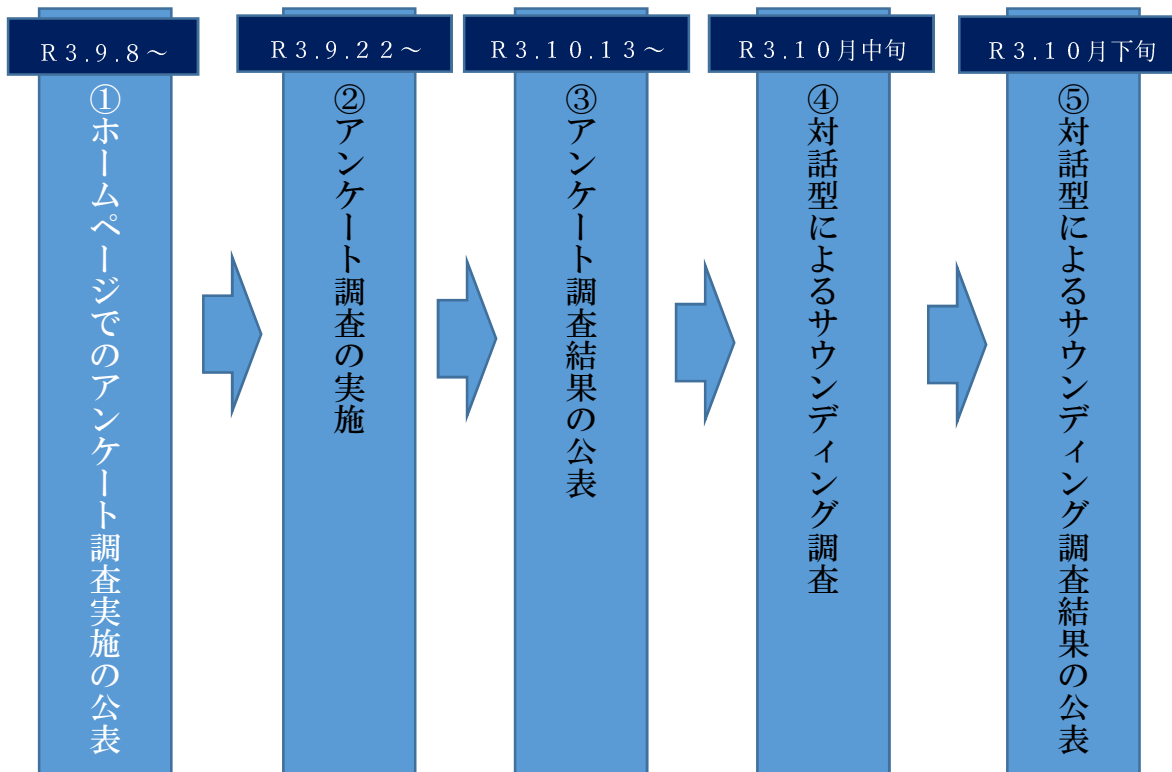 R3.9.8~
①ホームページでのアンケート調査実施の公表
R3.9.22~
②アンケート調査の実施
R3.10.13~
③アンケート調査結果の公表
R3.10月中旬
④対話型によるサウンディング調査
R3.10月下旬
⑤対話型によるサウンディング調査結果の公表